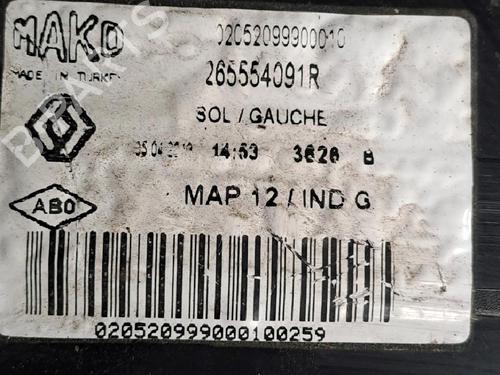 MAKO
02052099900010
MADE IN TURKEY
265554091R
SOL / GAUCHE
14:53 3626 B
ABO
MAP 12 / IND G
020520999000100259